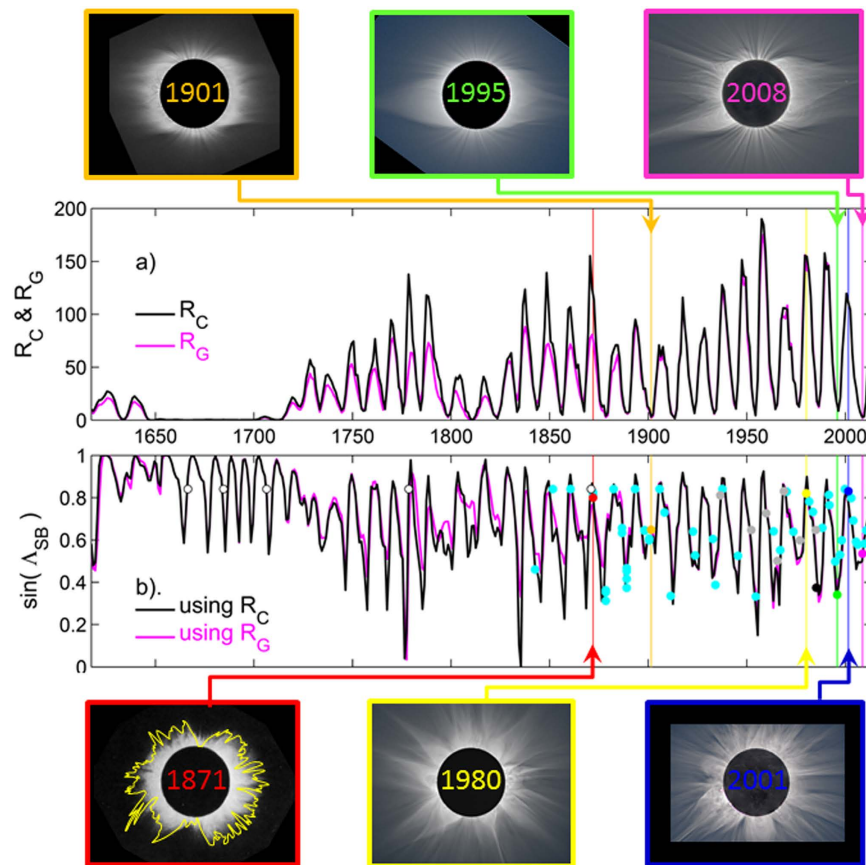 1901
1995
2008
200
150
100
50
0
R_C & R_G
a)
R_C
R_G
1650 1700 1750 1800 1850 1900 1950 2000
1
0.8
0.6
0.4
0.2
0
sin( Λ_SB)
b).
using R_C
using R_G
1871
1980
2001